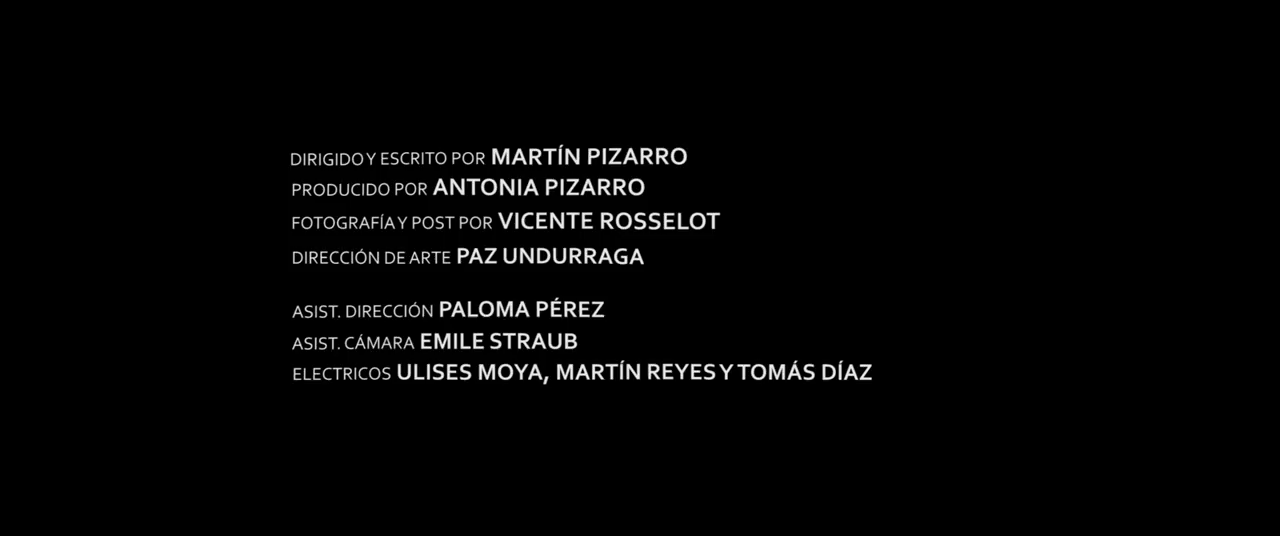 DIRIGIDO Y ESCRITO POR MARTÍN PIZARRO
PRODUCIDO POR ANTONIA PIZARRO
FOTOGRAFÍA Y POST POR VICENTE ROSSELOT
DIRECCIÓN DE ARTE PAZ UNDURRAGA
ASIST. DIRECCIÓN PALOMA PÉREZ
ASIST. CÁMARA EMILE STRAUB
ELECTRICOS ULISES MOYA, MARTÍN REYES Y TOMÁS DÍAZ